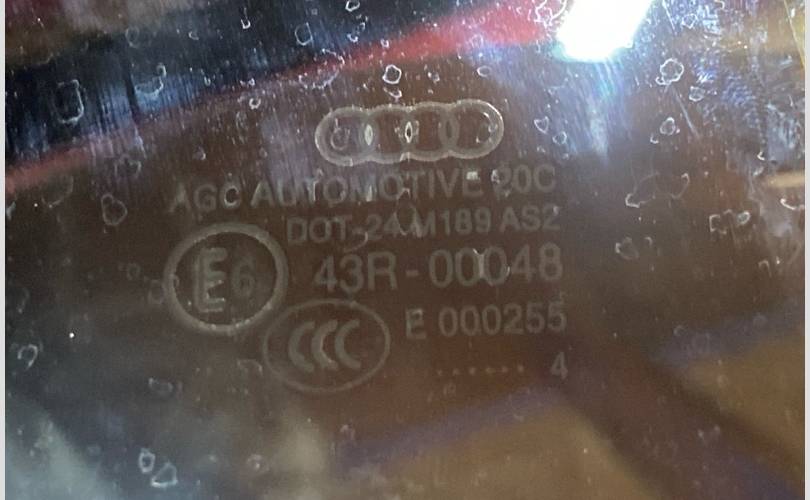 AGC AUTOMOTIVE 20C
DOT-24 M189 AS2
E6
43R-00048
CCC
E 000255
...... 4